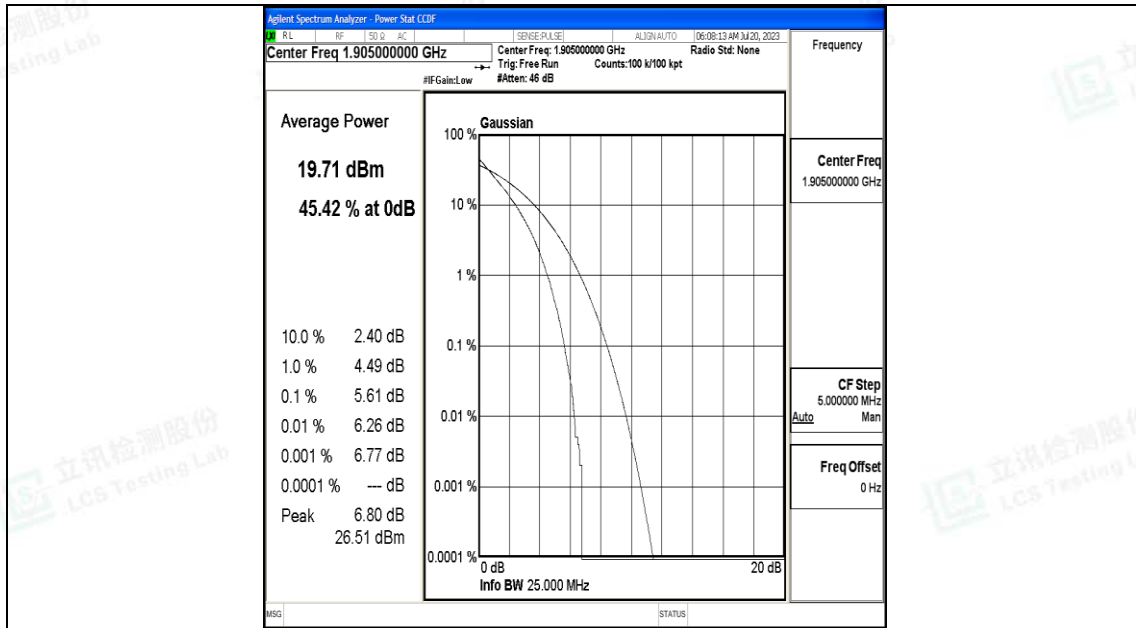 Agilent Spectrum Analyzer - Power Stat CCDF
RL RF 50 Ω AC SENSE:PULSE ALIGN AUTO 06:08:13 AM Jul 20, 2023
Center Freq 1.905000000 GHz
Center Freq: 1.905000000 GHz Radio Std: None
Trig: Free Run Counts:100 k/100 kpt
#IFGain:Low #Atten: 46 dB
Frequency
Average Power
19.71 dBm
45.42 % at 0dB
10.0 % 2.40 dB
1.0 % 4.49 dB
0.1 % 5.61 dB
0.01 % 6.26 dB
0.001 % 6.77 dB
0.0001 % --- dB
Peak 6.80 dB
26.51 dBm
Gaussian
100 %
10 %
1 %
0.1 %
0.01 %
0.001 %
0.0001 %
0 dB 20 dB
Info BW 25.000 MHz
Center Freq
1.905000000 GHz
CF Step
5.000000 MHz
Auto Man
Freq Offset
0 Hz
MSG STATUS
立讯检测股份
LCS Testing Lab